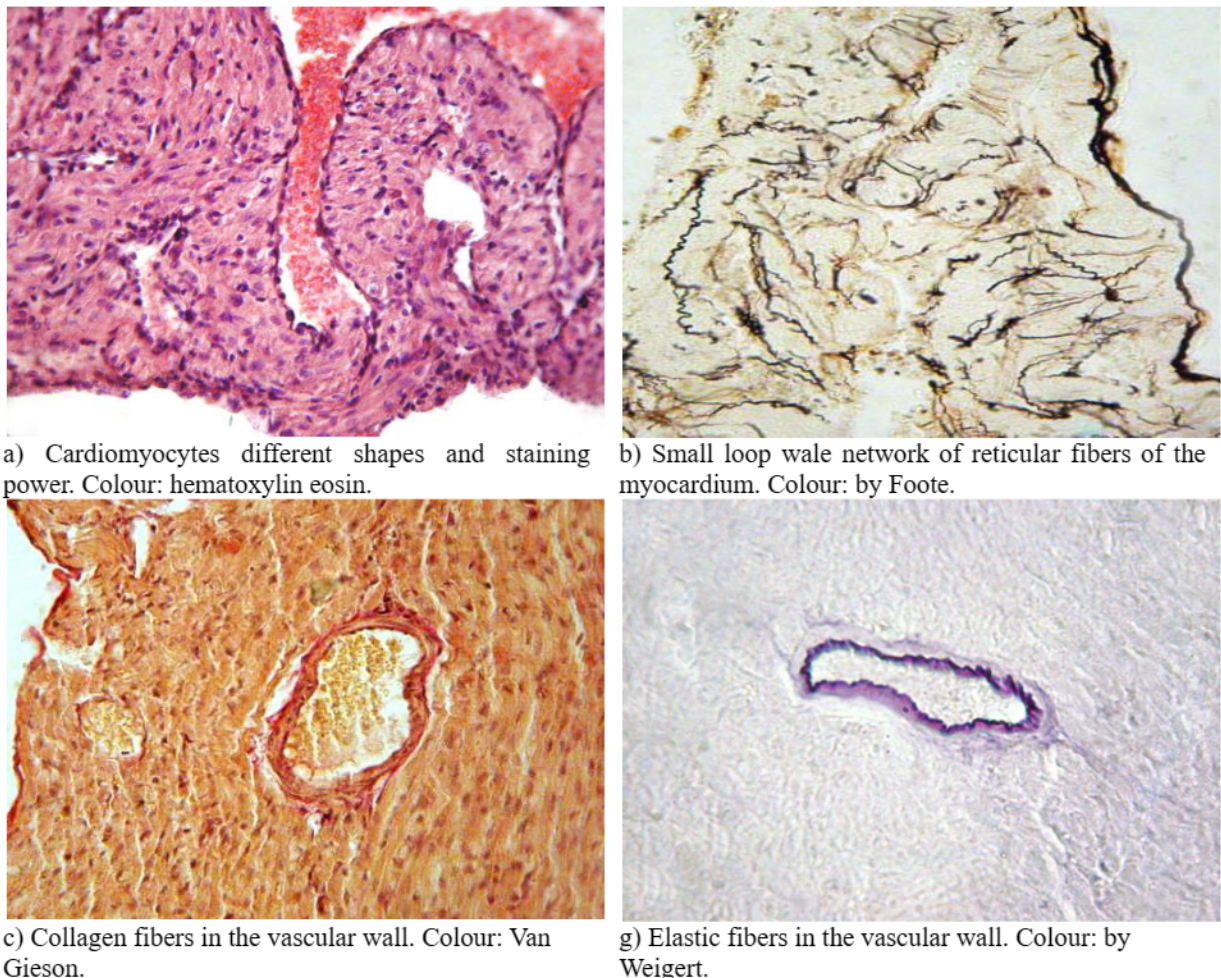 a) Cardiomyocytes different shapes and staining
power. Colour: hematoxylin eosin.
b) Small loop wale network of reticular fibers of the
myocardium. Colour: by Foote.
c) Collagen fibers in the vascular wall. Colour: Van
Gieson.
g) Elastic fibers in the vascular wall. Colour: by
Weigert.